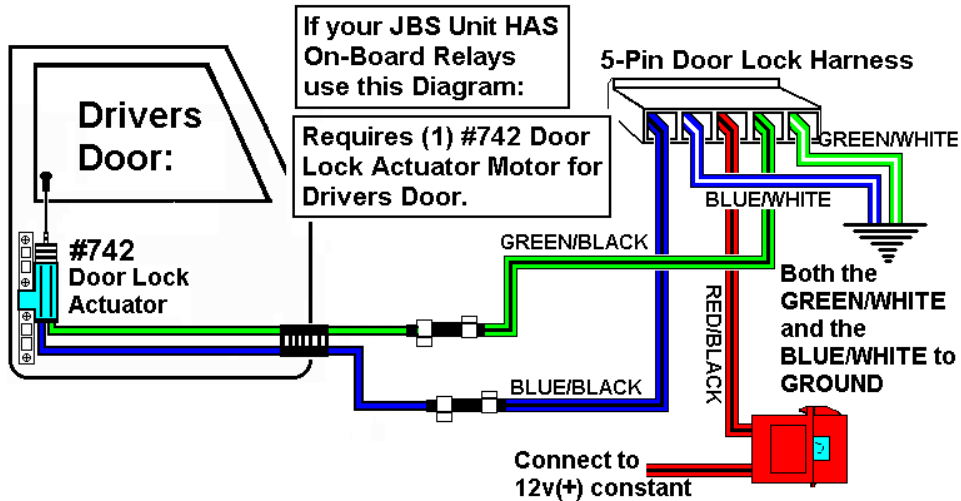 If your JBS Unit HAS
On-Board Relays
use this Diagram:
5-Pin Door Lock Harness
Drivers
Door:
Requires (1) #742 Door
Lock Actuator Motor for
Drivers Door.
GREEN/WHITE
BLUE/WHITE
GREEN/BLACK
#742
Door Lock
Actuator
Both the
GREEN/WHITE
and the
BLUE/WHITE to
GROUND
RED/BLACK
BLUE/BLACK
Connect to
12v(+) constant